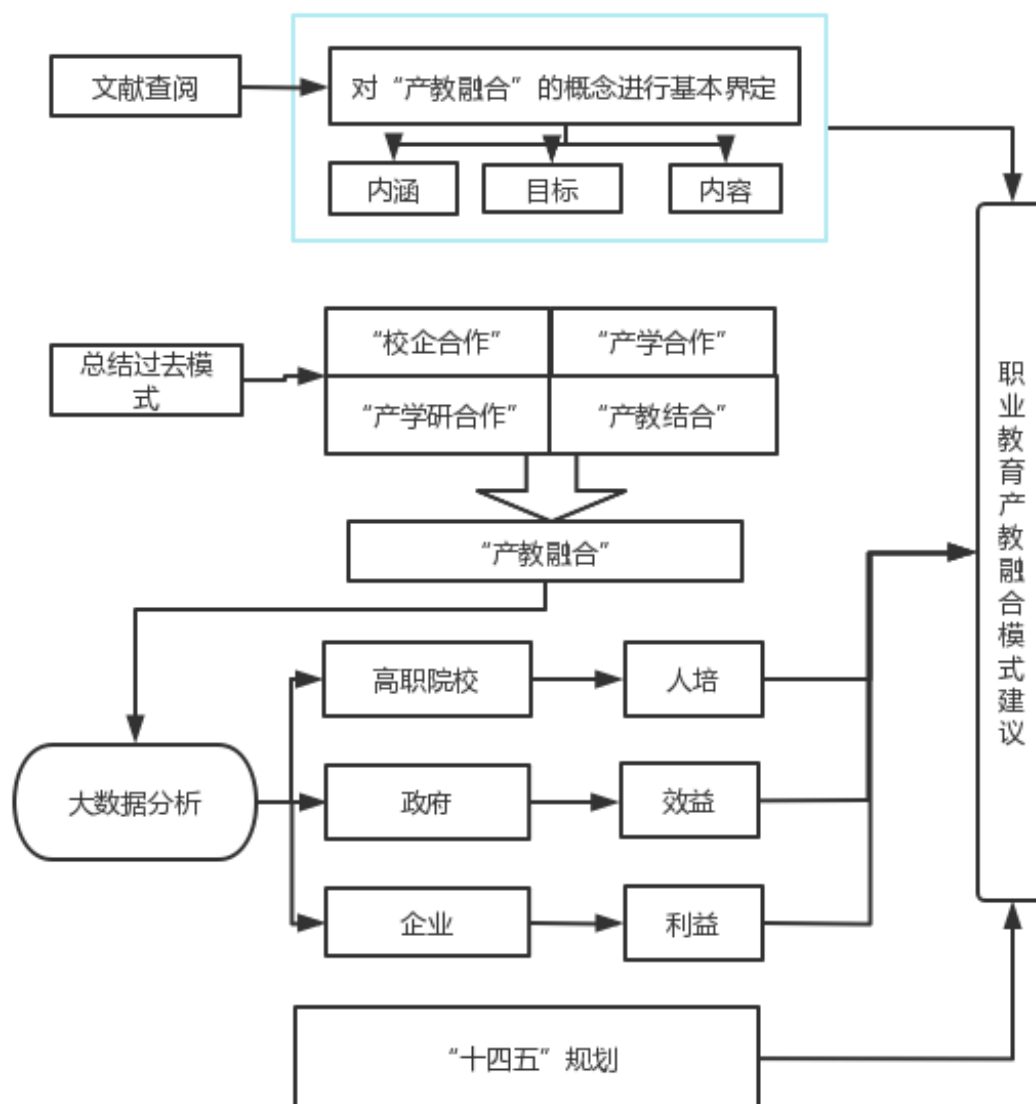 文献查阅
对“产教融合”的概念进行基本界定
内涵
目标
内容
总结过去模
式
“校企合作”
“产学合作”
“产学研合作”
“产教结合”
“产教融合”
大数据分析
高职院校
人培
政府
效益
企业
利益
“十四五”规划
职业教育产教融合模式建议